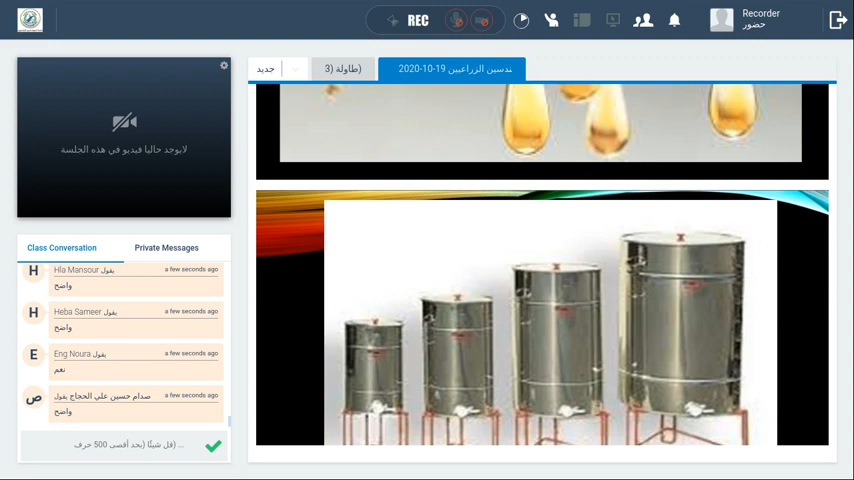 REC
Recorder
حضور
جديد
طاولة (3)
ندسين الزراعيين 19-10-2020
لايوجد حاليا فيديو في هذه الجلسة
Class Conversation
Private Messages
H
Hla Mansour يقول
a few seconds ago
واضح
H
Heba Sameer يقول
a few seconds ago
واضح
E
Eng Noura يقول
a few seconds ago
نعم
ص
صدام حسين علي الحجاج يقول
a few seconds ago
واضح
... (قل شيئًا (بحد أقصى 500 حرف